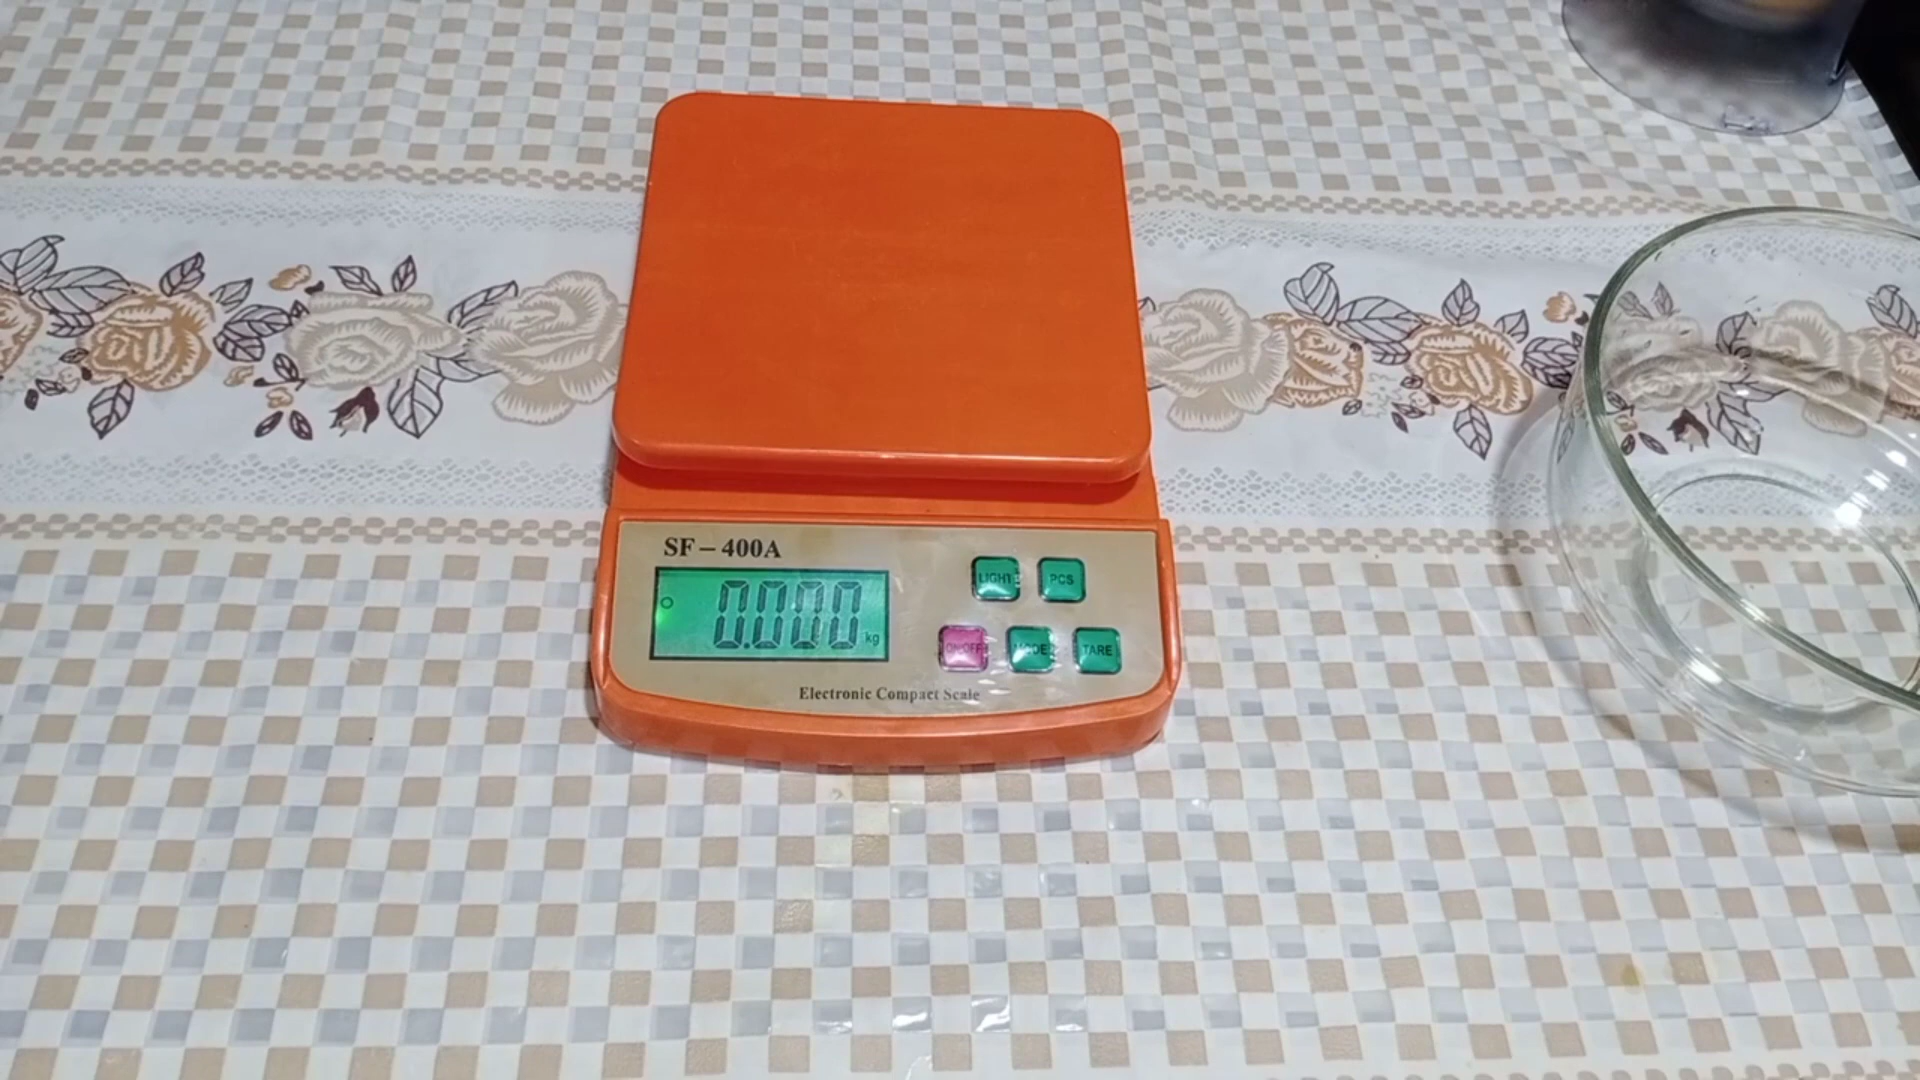 SF-400A
0.000 kg
LIGHT PCS
ON/OFF MODE TARE
Electronic Compact Scale